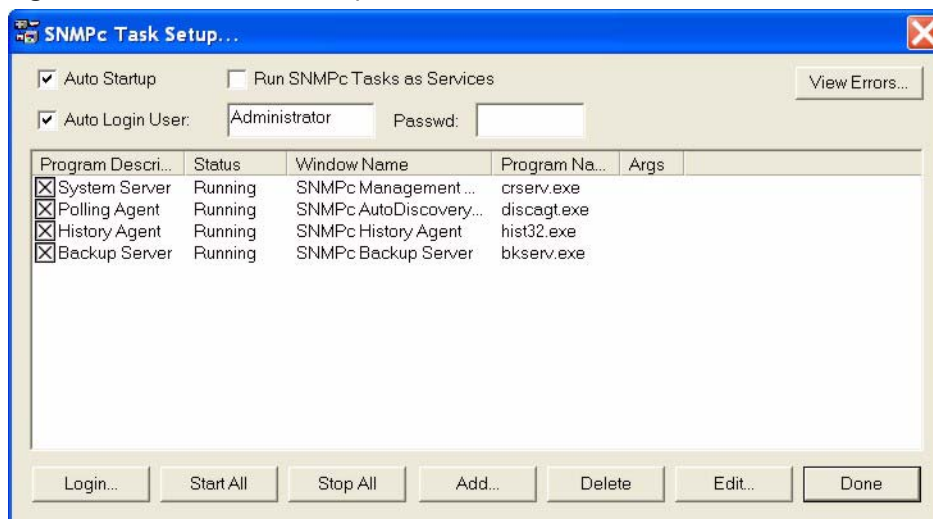 SNMPc Task Setup...
Auto Startup Run SNMPc Tasks as Services View Errors...
Auto Login User: Administrator Passwd:
Program Descri... Status Window Name Program Na... Args
System Server Running SNMPc Management ... crserv.exe
Polling Agent Running SNMPc AutoDiscovery... discagt.exe
History Agent Running SNMPc History Agent hist32.exe
Backup Server Running SNMPc Backup Server bkserv.exe
Login... Start All Stop All Add... Delete Edit... Done